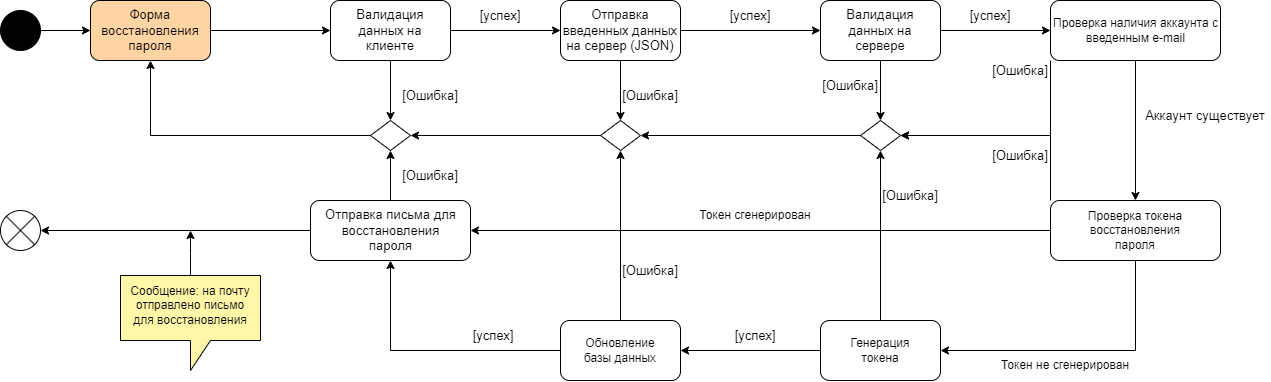 Форма
восстановления
пароля
Валидация
данных на
клиенте
[успех]
Отправка
введенных данных
на сервер (JSON)
[успех]
Валидация
данных на
сервере
[успех]
Проверка наличия аккаунта с
введенным e-mail
[Ошибка]
[Ошибка]
[Ошибка]
[Ошибка]
Аккаунт существует
[Ошибка]
[Ошибка]
[Ошибка]
Отправка письма для
восстановления
пароля
Токен сгенерирован
Проверка токена
восстановления
пароля
[Ошибка]
Сообщение: на почту
отправлено письмо
для восстановления
[успех]
Обновление
базы данных
[успех]
Генерация
токена
Токен не сгенерирован